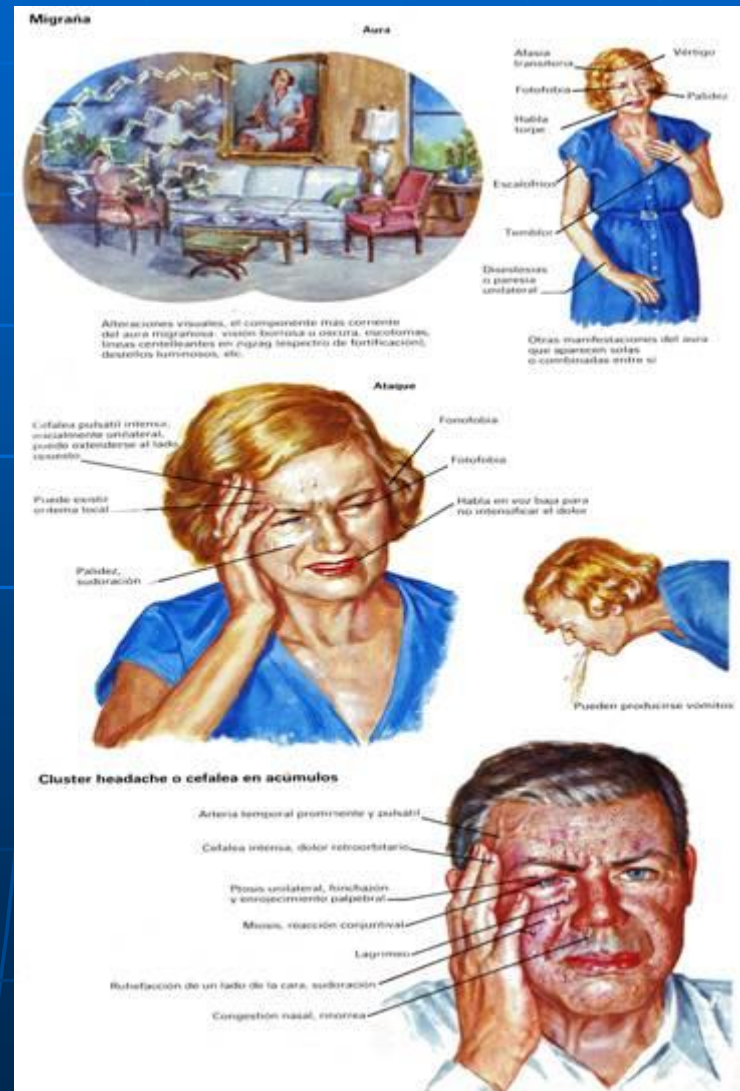 Migraña
Aura
Afasia
transitoria
Vértigo
Fotofobia
Palidez
Habla
torpe
Escalofríos
Temblor
Disestesias
o paresia
unilateral
Alteraciones visuales, el componente más corriente
del aura migrañosa: visión borrosa u oscura, escotomas,
líneas centelleantes en zigzag (espectro de fortificación),
destellos luminosos, etc.
Otras manifestaciones del aura
que aparecen solas
o combinadas entre sí
Ataque
Cefalea pulsátil intensa,
inicialmente unilateral,
puede extenderse al lado
opuesto
Fonofobia
Fotofobia
Puede existir
edema local
Habla en voz baja para
no intensificar el dolor
Palidez,
sudoración
Pueden producirse vómitos
Cluster headache o cefalea en acúmulos
Arteria temporal prominente y pulsátil
Cefalea intensa, dolor retroorbitario
Ptosis unilateral, hinchazón
y enrojecimiento palpebral
Miosis, reacción conjuntival
Lagrimeo
Rubefacción de un lado de la cara, sudoración
Congestión nasal, rinorrea